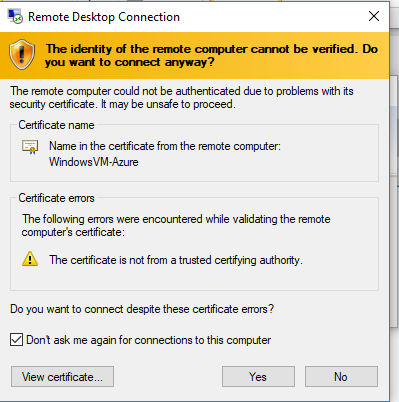 Remote Desktop Connection
The identity of the remote computer cannot be verified. Do
you want to connect anyway?
The remote computer could not be authenticated due to problems with its
security certificate. It may be unsafe to proceed.
Certificate name
Name in the certificate from the remote computer:
WindowsVM-Azure
Certificate errors
The following errors were encountered while validating the remote
computer's certificate:
The certificate is not from a trusted certifying authority.
Do you want to connect despite these certificate errors?
Don't ask me again for connections to this computer
View certificate... Yes No